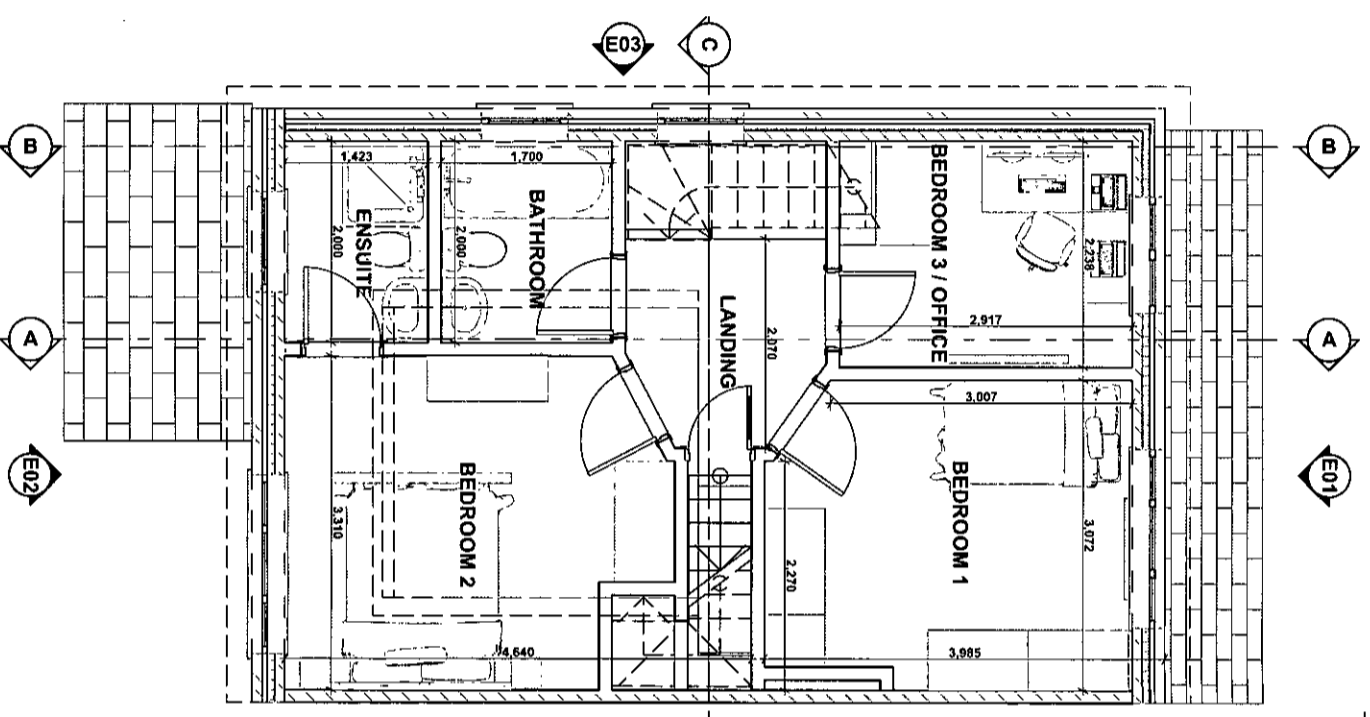 E03
C
B
B
1,423
1,700
ENSUITE
2,000
BATHROOM
2,000
BEDROOM 3 / OFFICE
2,238
2,917
LANDING
2,070
A
A
3,007
E02
E01
BEDROOM 2
3,310
BEDROOM 1
3,072
2,270
4,640
3,985